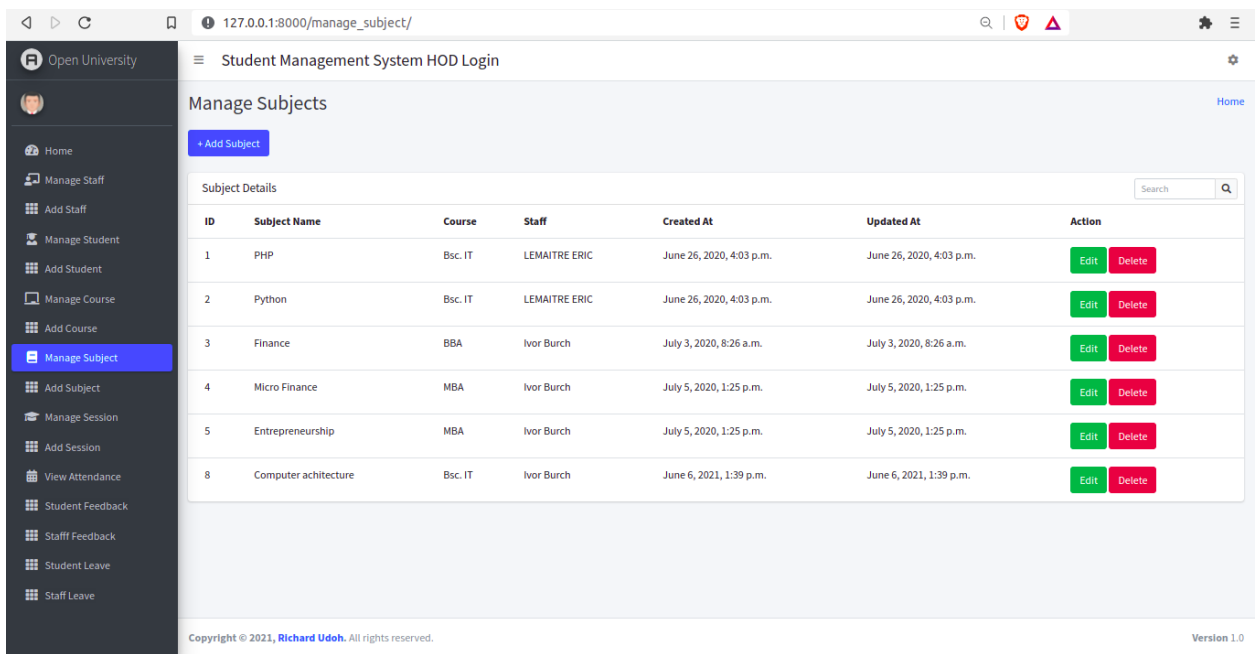 127.0.0.1:8000/manage_subject/
Open University
Student Management System HOD Login
Manage Subjects
Home
+ Add Subject
Home
Manage Staff
Add Staff
Manage Student
Add Student
Manage Course
Add Course
Manage Subject
Add Subject
Manage Session
Add Session
View Attendance
Student Feedback
Stafff Feedback
Student Leave
Staff Leave
Subject Details
Search
ID Subject Name Course Staff Created At Updated At Action
1 PHP Bsc. IT LEMAITRE ERIC June 26, 2020, 4:03 p.m. June 26, 2020, 4:03 p.m. Edit Delete
2 Python Bsc. IT LEMAITRE ERIC June 26, 2020, 4:03 p.m. June 26, 2020, 4:03 p.m. Edit Delete
3 Finance BBA Ivor Burch July 3, 2020, 8:26 a.m. July 3, 2020, 8:26 a.m. Edit Delete
4 Micro Finance MBA Ivor Burch July 5, 2020, 1:25 p.m. July 5, 2020, 1:25 p.m. Edit Delete
5 Entrepreneurship MBA Ivor Burch July 5, 2020, 1:25 p.m. July 5, 2020, 1:25 p.m. Edit Delete
8 Computer achitecture Bsc. IT Ivor Burch June 6, 2021, 1:39 p.m. June 6, 2021, 1:39 p.m. Edit Delete
Copyright © 2021, Richard Udoh. All rights reserved.
Version 1.0